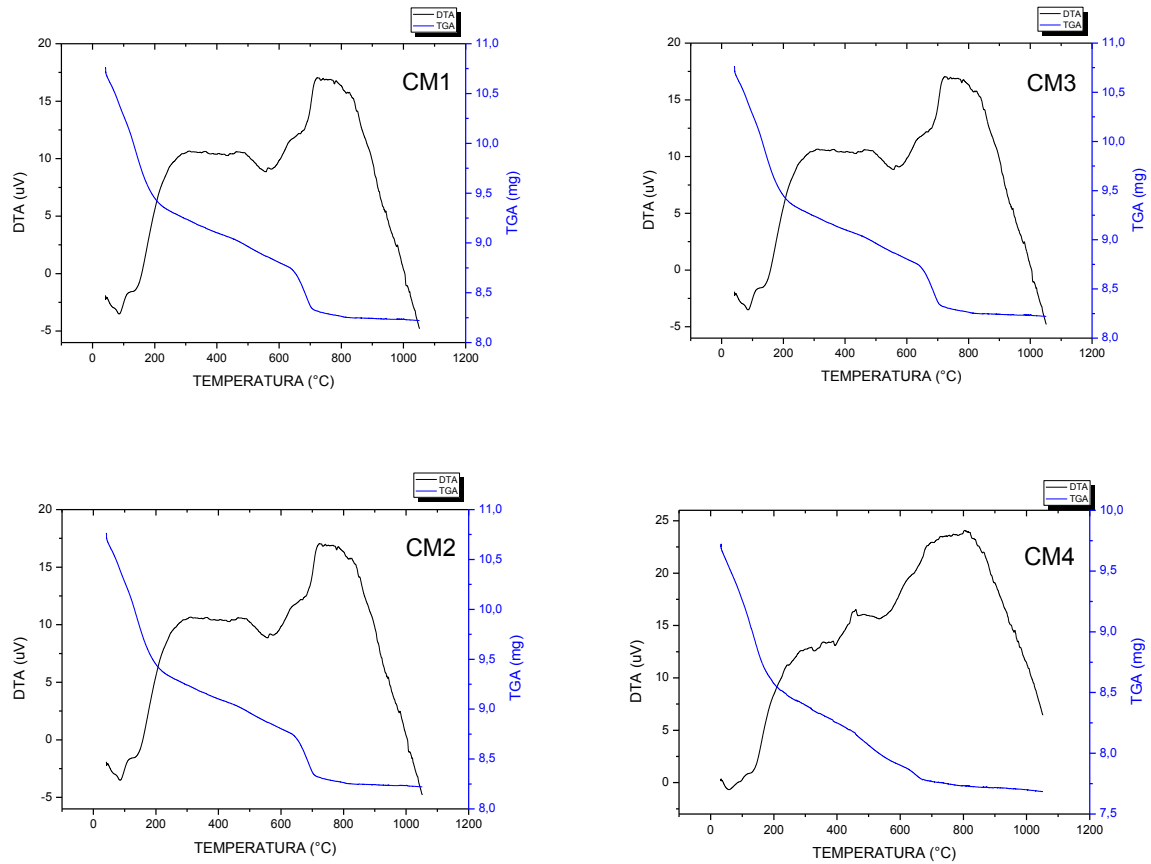 DTA
TGA
CM1
20
15
10
5
0
-5
11,0
10,5
10,0
9,5
9,0
8,5
8,0
DTA (uV)
TGA (mg)
0 200 400 600 800 1000 1200
TEMPERATURA (°C)
DTA
TGA
CM3
20
15
10
5
0
-5
11,0
10,5
10,0
9,5
9,0
8,5
8,0
DTA (uV)
TGA (mg)
0 200 400 600 800 1000 1200
TEMPERATURA (°C)
DTA
TGA
CM2
20
15
10
5
0
-5
11,0
10,5
10,0
9,5
9,0
8,5
8,0
DTA (uV)
TGA (mg)
0 200 400 600 800 1000 1200
TEMPERATURA (°C)
DTA
TGA
CM4
25
20
15
10
5
0
10,0
9,5
9,0
8,5
8,0
7,5
DTA (uV)
TGA (mg)
0 200 400 600 800 1000 1200
TEMPERATURA (°C)